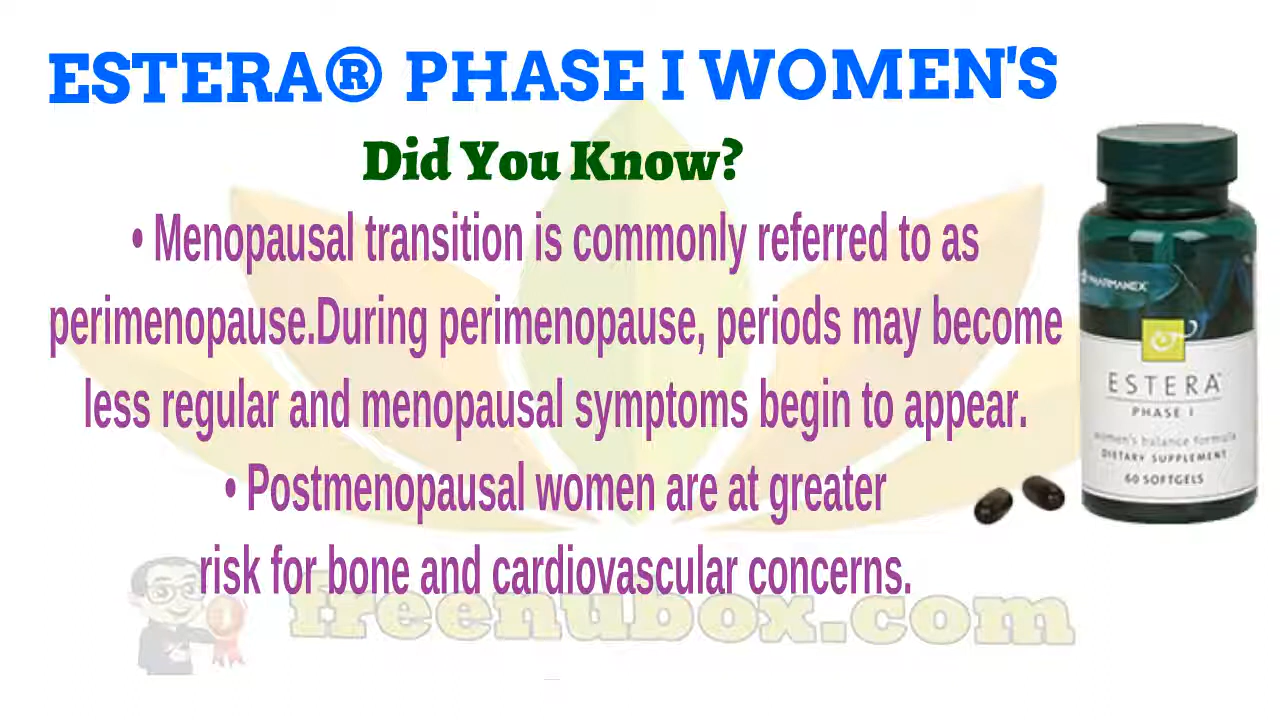 ESTERA® PHASE I WOMEN'S
Did You Know?
• Menopausal transition is commonly referred to as
perimenopause.During perimenopause, periods may become
less regular and menopausal symptoms begin to appear.
• Postmenopausal women are at greater
risk for bone and cardiovascular concerns.
freenubox.com
PHARMANEX
ESTERA™
PHASE I
women's balance formula
DIETARY SUPPLEMENT
60 SOFTGELS